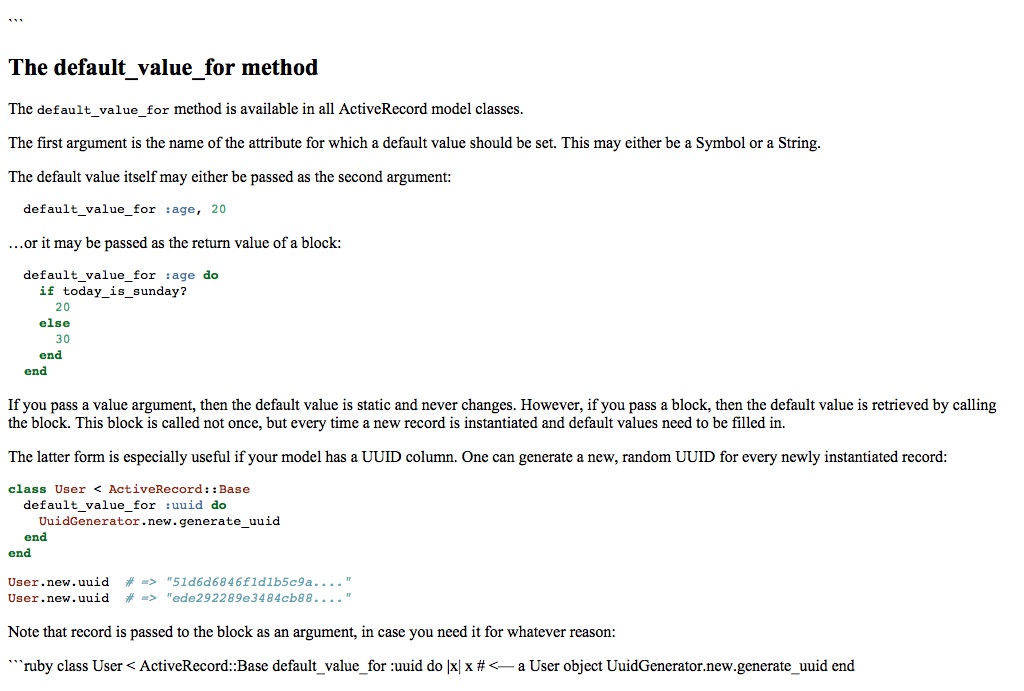 ```
The default_value_for method
The default_value_for method is available in all ActiveRecord model classes.
The first argument is the name of the attribute for which a default value should be set. This may either be a Symbol or a String.
The default value itself may either be passed as the second argument:
default_value_for :age, 20
…or it may be passed as the return value of a block:
default_value_for :age do
if today_is_sunday?
20
else
30
end
end
If you pass a value argument, then the default value is static and never changes. However, if you pass a block, then the default value is retrieved by calling
the block. This block is called not once, but every time a new record is instantiated and default values need to be filled in.
The latter form is especially useful if your model has a UUID column. One can generate a new, random UUID for every newly instantiated record:
class User < ActiveRecord::Base
default_value_for :uuid do
UuidGenerator.new.generate_uuid
end
end
User.new.uuid # => "51d6d6846f1d1b5c9a...."
User.new.uuid # => "ede292289e3484cb88...."
Note that record is passed to the block as an argument, in case you need it for whatever reason:
```ruby class User < ActiveRecord::Base default_value_for :uuid do |x| x # <— a User object UuidGenerator.new.generate_uuid end